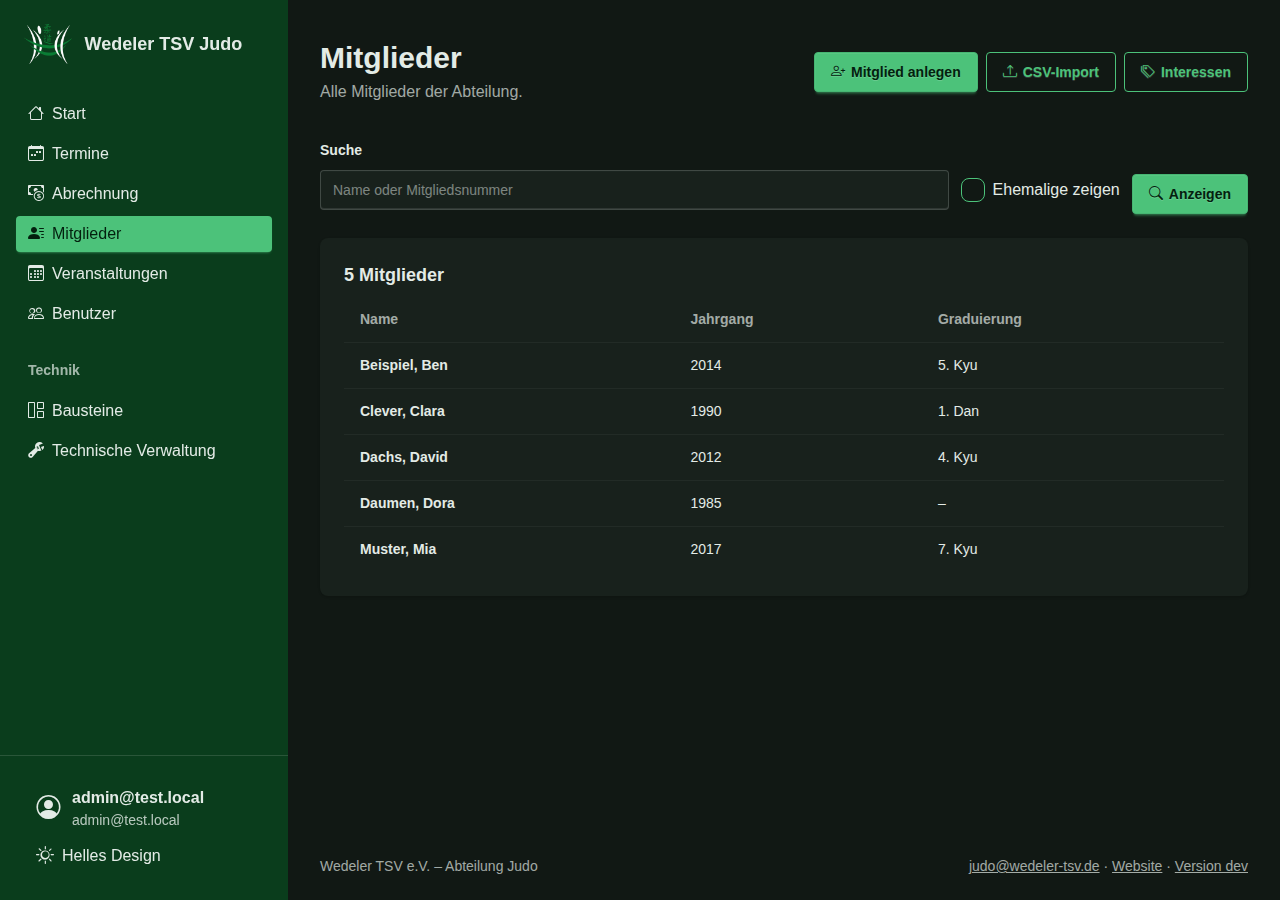 Wedeler TSV Judo
Start
Termine
Abrechnung
Mitglieder
Veranstaltungen
Benutzer
Technik
Bausteine
Technische Verwaltung
admin@test.local
admin@test.local
Helles Design
Mitglieder
Alle Mitglieder der Abteilung.
Mitglied anlegen
CSV-Import
Interessen
Suche
Name oder Mitgliedsnummer
Ehemalige zeigen
Anzeigen
5 Mitglieder
Name Jahrgang Graduierung
Beispiel, Ben 2014 5. Kyu
Clever, Clara 1990 1. Dan
Dachs, David 2012 4. Kyu
Daumen, Dora 1985 –
Muster, Mia 2017 7. Kyu
Wedeler TSV e.V. – Abteilung Judo
judo@wedeler-tsv.de · Website · Version dev